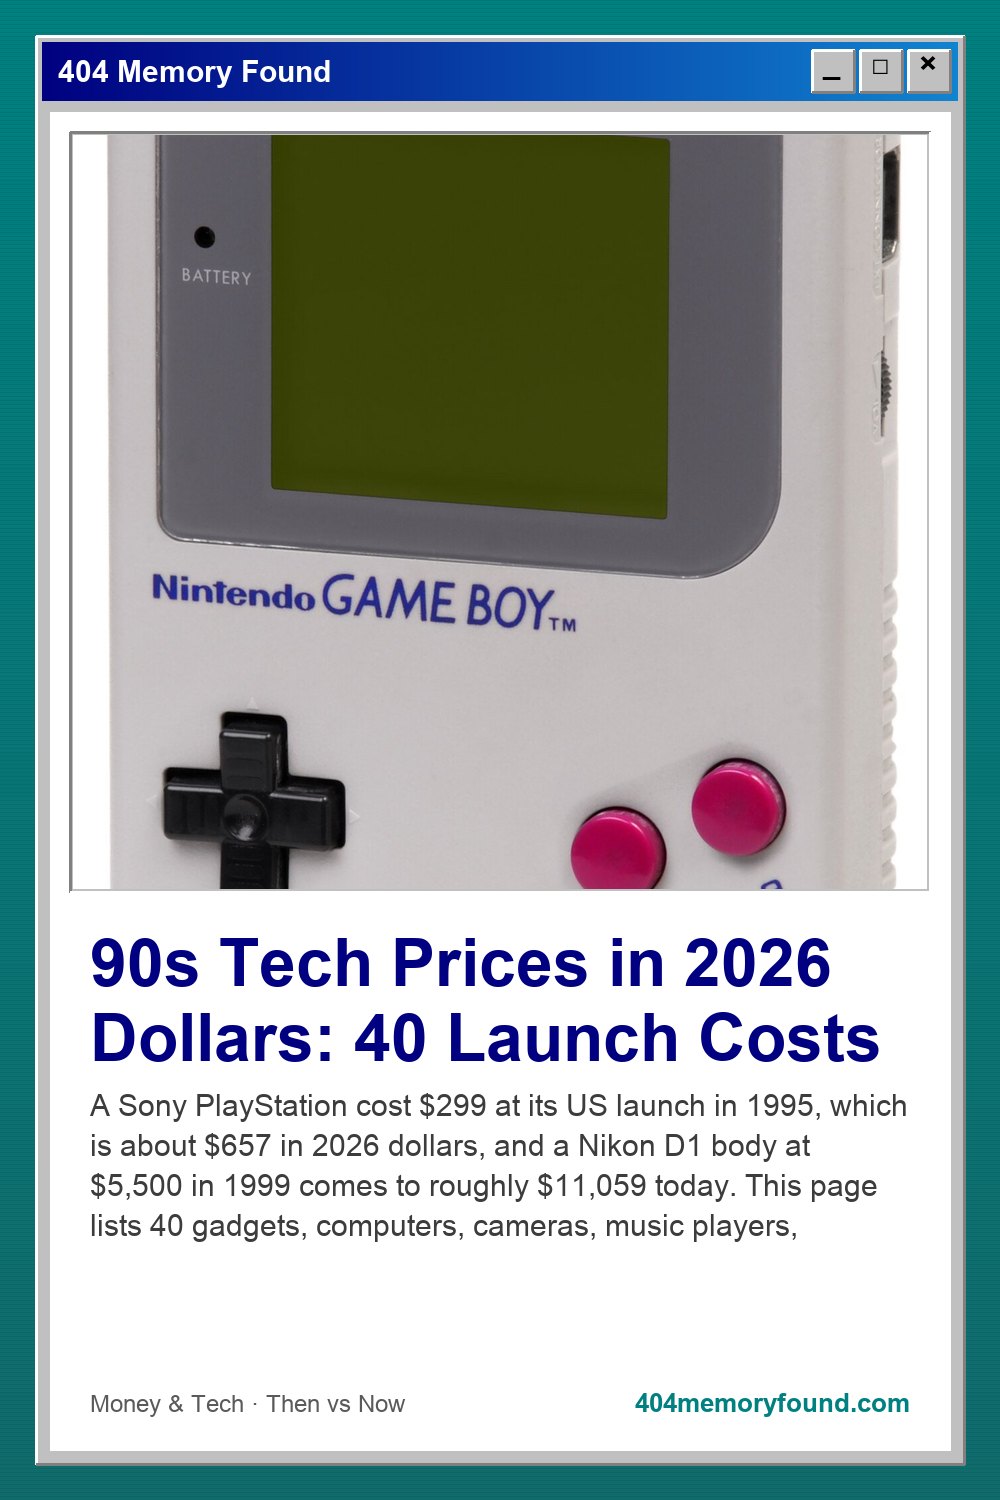 404 Memory Found
BATTERY
Nintendo GAME BOY™
90s Tech Prices in 2026
Dollars: 40 Launch Costs
A Sony PlayStation cost $299 at its US launch in 1995, which
is about $657 in 2026 dollars, and a Nikon D1 body at
$5,500 in 1999 comes to roughly $11,059 today. This page
lists 40 gadgets, computers, cameras, music players,
Money & Tech · Then vs Now
404memoryfound.com